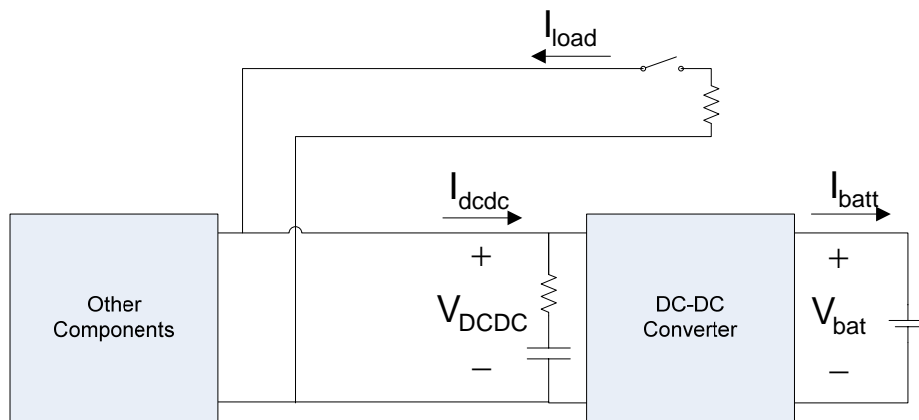 I_load
I_dcdc
I_batt
Other
Components
+
V_DCDC
−
DC-DC
Converter
+
V_bat
−